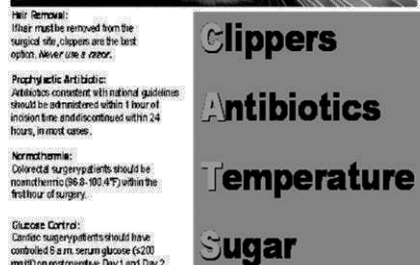 Hair Removal:
If hair must be removed from the
surgical site, clippers are the best
option. Never use a razor.
Prophylactic Antibiotic:
Antibiotics consistent with national guidelines
should be administered within 1 hour of
incision time and discontinued within 24
hours, in most cases.
Normothermia:
Colorectal surgery patients should be
normothermic (96.8-100.4°F) within the
first hour of surgery.
Glucose Control:
Cardiac surgery patients should have
controlled 6 a.m. serum glucose (≤200
mg/dl) on postoperative Day 1 and Day 2
Clippers
Antibiotics
Temperature
Sugar